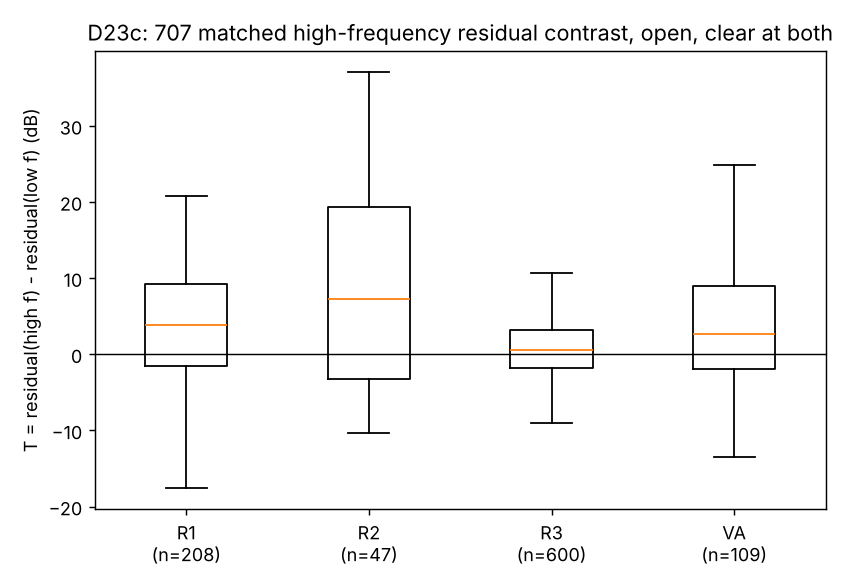 D23c: 707 matched high-frequency residual contrast, open, clear at both
T = residual(high f) - residual(low f) (dB)
30
20
10
0
−10
−20
R1
(n=208)
R2
(n=47)
R3
(n=600)
VA
(n=109)